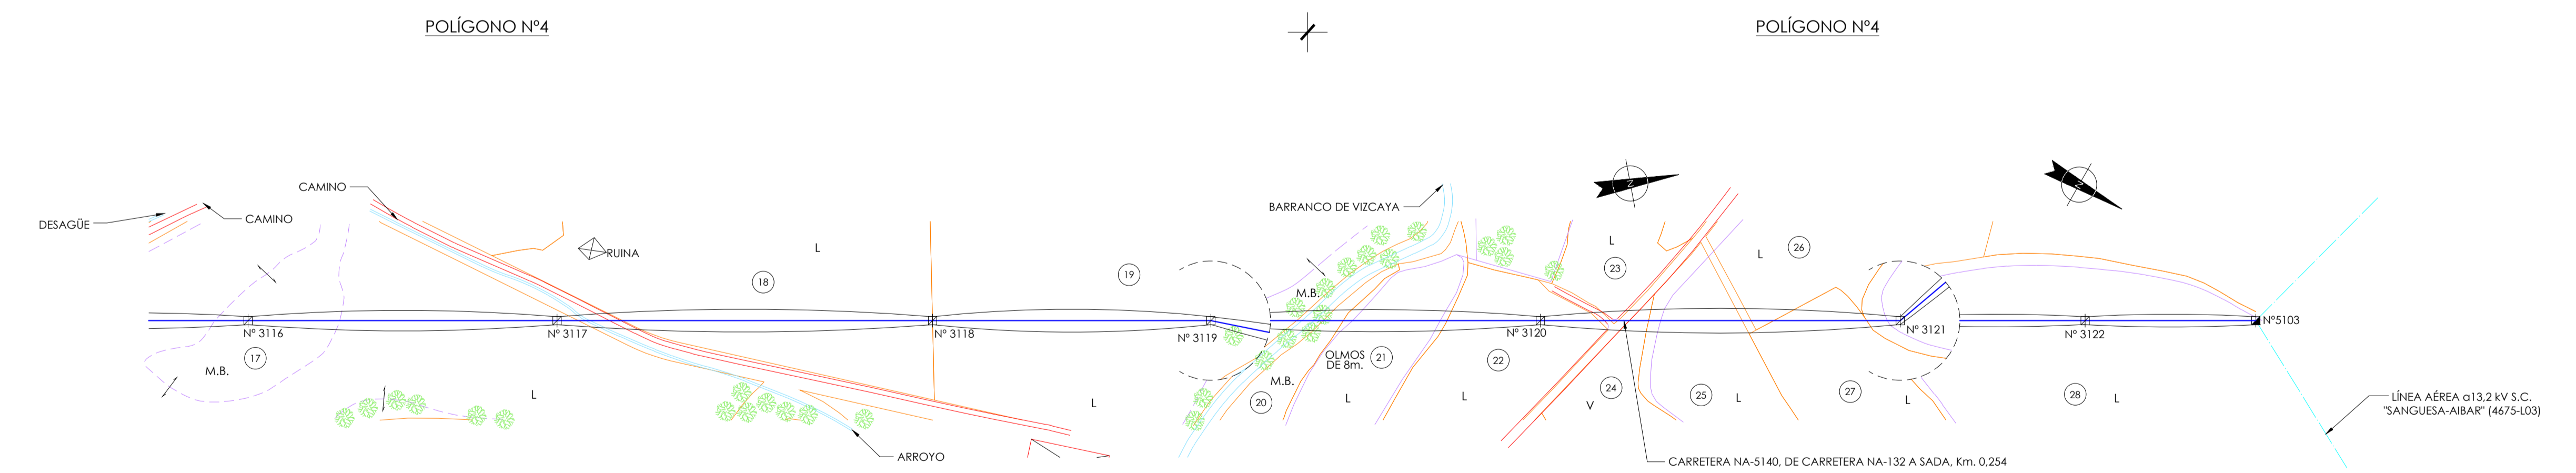 POLÍGONO Nº4
POLÍGONO Nº4
CAMINO
DESAGÜE
CAMINO
RUINA
L
18
19
BARRANCO DE VIZCAYA
N
N
L
23
L
26
M.B.
Nº 3116
Nº 3117
Nº 3118
Nº 3119
Nº 3120
Nº 3121
Nº 3122
Nº5103
17
M.B.
L
L
OLMOS
DE 8m.
21
M.B.
20
L
L
22
24
V
25
L
27
L
28
L
ARROYO
LÍNEA AÉREA a13,2 kV S.C.
"SANGUESA-AIBAR" (4675-L03)
CARRETERA NA-5140, DE CARRETERA NA-132 A SADA, Km. 0,254